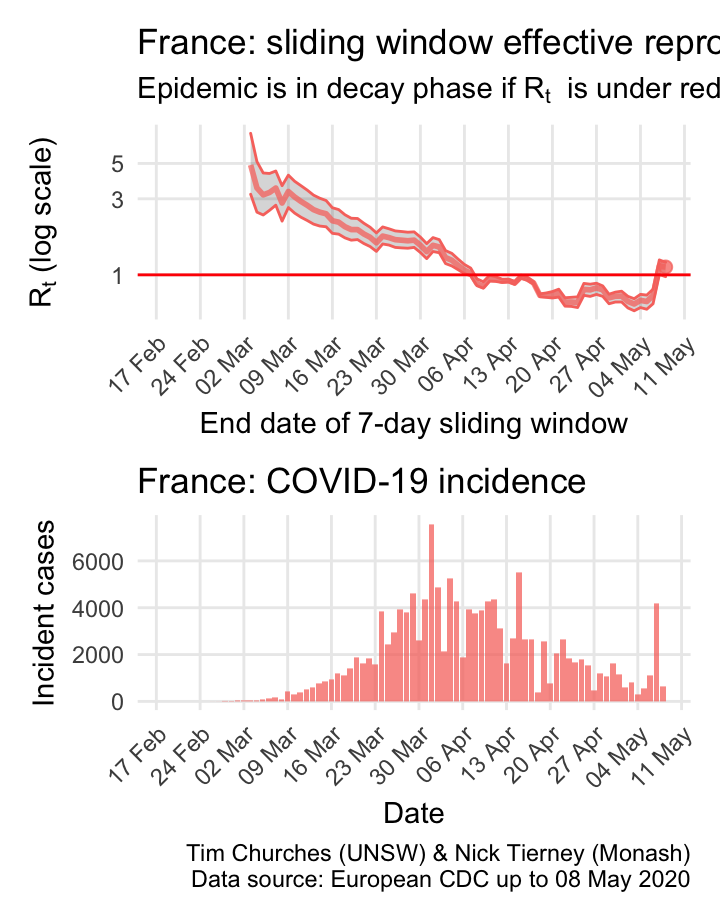 France: sliding window effective repro
Epidemic is in decay phase if Rt is under red
Rt (log scale)
5
3
1
17 Feb
24 Feb
02 Mar
09 Mar
16 Mar
23 Mar
30 Mar
06 Apr
13 Apr
20 Apr
27 Apr
04 May
11 May
End date of 7-day sliding window
France: COVID-19 incidence
Incident cases
6000
4000
2000
0
17 Feb
24 Feb
02 Mar
09 Mar
16 Mar
23 Mar
30 Mar
06 Apr
13 Apr
20 Apr
27 Apr
04 May
11 May
Date
Tim Churches (UNSW) & Nick Tierney (Monash)
Data source: European CDC up to 08 May 2020